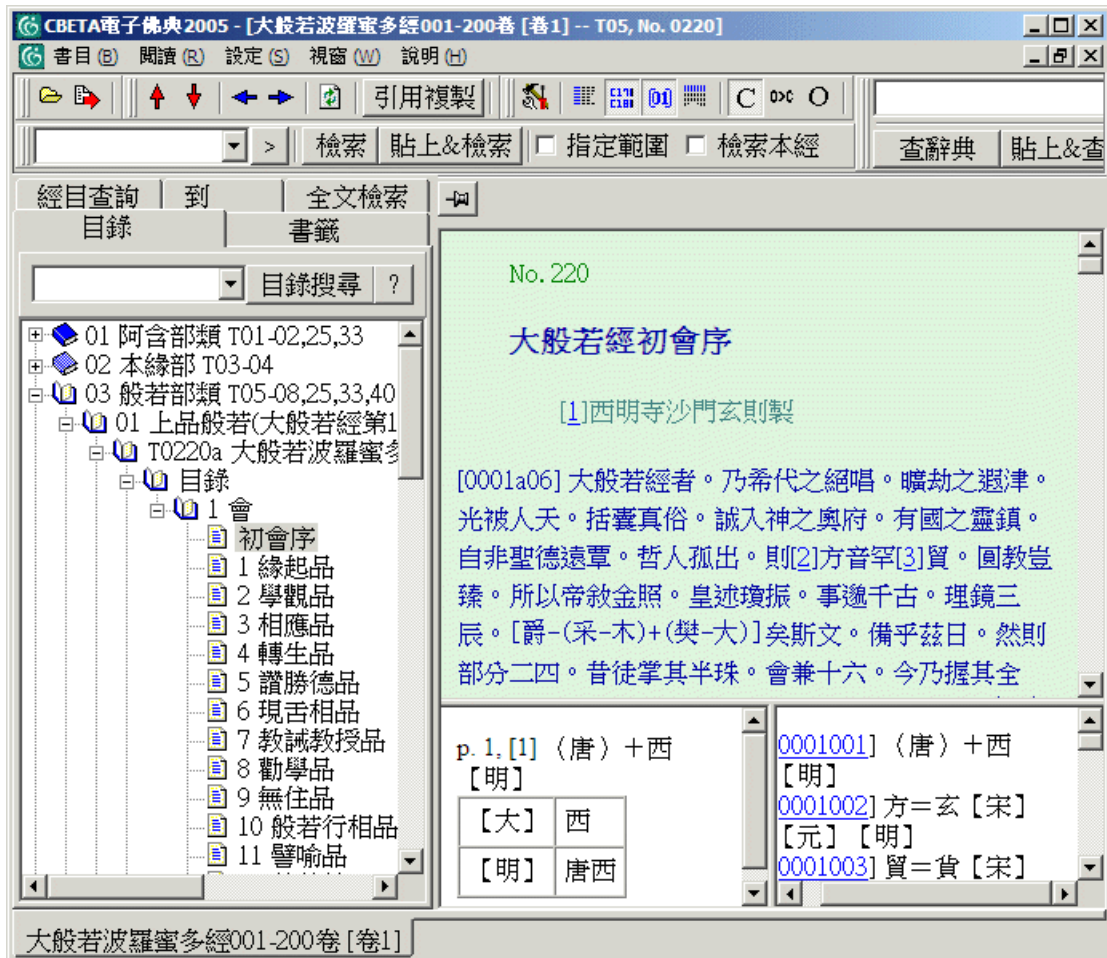 CBETA電子佛典2005 - [大般若波羅蜜多經001-200卷 [卷1] -- T05, No. 0220]
書目(B) 閱讀(R) 設定(S) 視窗(W) 說明(H)
引用複製 C O
> 檢索 貼上&檢索 指定範圍 檢索本經 查辭典 貼上&查
經目查詢 到 全文檢索
目錄 書籤
目錄搜尋 ?
01 阿含部類 T01-02,25,33
02 本緣部 T03-04
03 般若部類 T05-08,25,33,40
01 上品般若(大般若經第1
T0220a 大般若波羅蜜多
目錄
1 會
初會序
1 緣起品
2 學觀品
3 相應品
4 轉生品
5 讚勝德品
6 現舌相品
7 教誡教授品
8 勸學品
9 無住品
10 般若行相品
11 譬喻品
No. 220
大般若經初會序
[1]西明寺沙門玄則製
[0001a06] 大般若經者。乃希代之絕唱。曠劫之遐津。
光被人天。括囊真俗。誠入神之奧府。有國之靈鎮。
自非聖德遠覃。哲人孤出。則[2]方音罕[3]貿。圓教豈
臻。所以帝敘金照。皇述瓊振。事邈千古。理鏡三
辰。[爵-(采-木)+(樊-大)]矣斯文。備乎茲日。然則
部分二四。昔徒掌其半珠。會兼十六。今乃握其全
p. 1, [1] （唐）＋西
【明】
【大】 西
【明】 唐西
0001001] （唐）＋西
【明】
0001002] 方＝玄【宋】
【元】【明】
0001003] 貿＝貨【宋】
大般若波羅蜜多經001-200卷 [卷1]